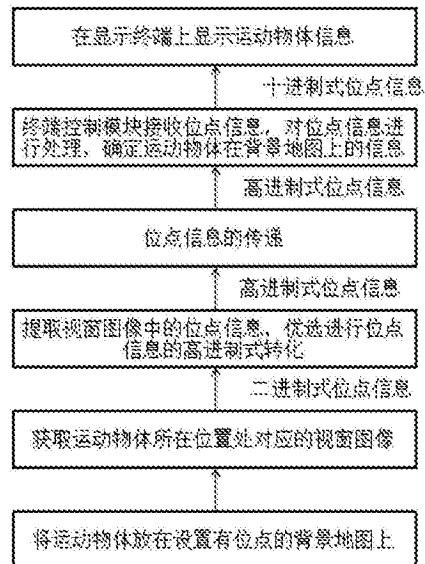 在显示终端上显示运动物体信息
十进制式位点信息
终端控制模块接收位点信息，对位点信息进
行处理、确定运动物体在背景地图上的信息
高进制式位点信息
位点信息的传递
高进制式位点信息
提取视窗图像中的位点信息，优选进行位点
信息的高进制式转化
二进制式位点信息
获取运动物体所在位置处对应的视窗图像
将运动物体放在设置有位点的背景地图上